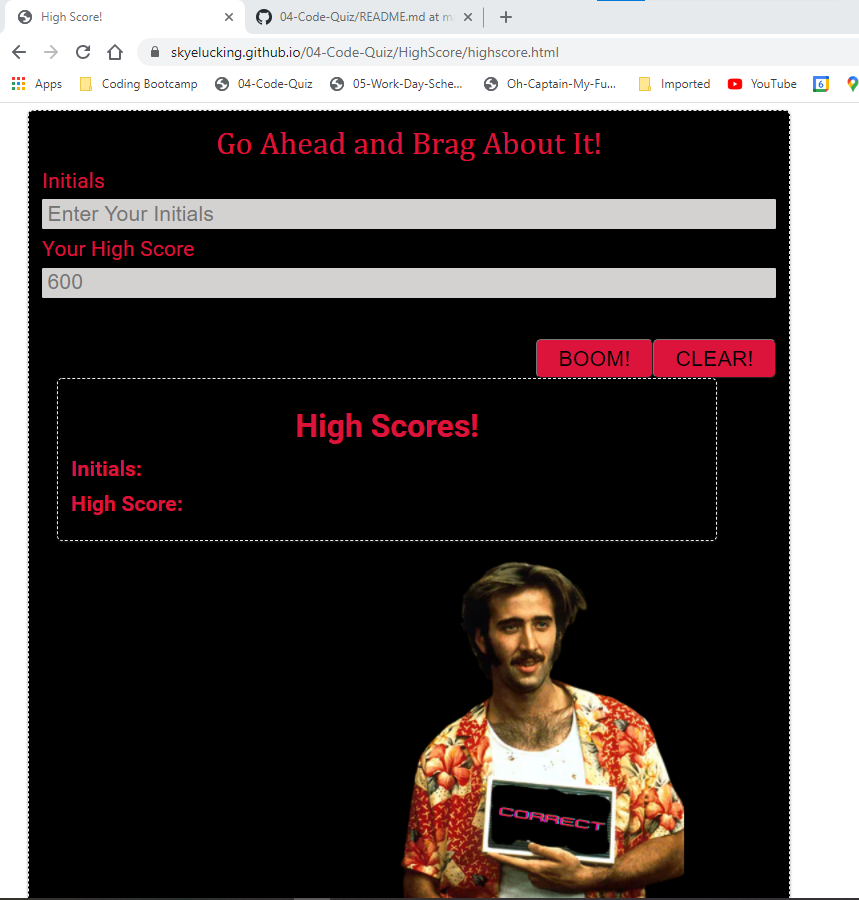 High Score!
04-Code-Quiz/README.md at m
skyelucking.github.io/04-Code-Quiz/HighScore/highscore.html
Apps
Coding Bootcamp
04-Code-Quiz
05-Work-Day-Sche...
Oh-Captain-My-Fu...
Imported
YouTube
6
Go Ahead and Brag About It!
Initials
Enter Your Initials
Your High Score
600
BOOM! CLEAR!
High Scores!
Initials:
High Score:
CORRECT